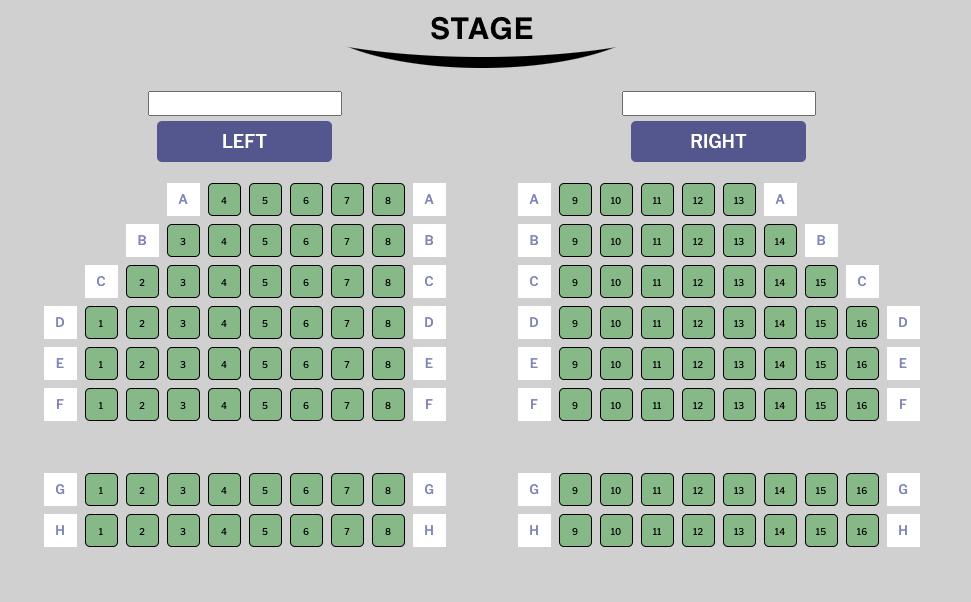 STAGE
LEFT RIGHT
A 4 5 6 7 8 A A 9 10 11 12 13 A
B 3 4 5 6 7 8 B B 9 10 11 12 13 14 B
C 2 3 4 5 6 7 8 C C 9 10 11 12 13 14 15 C
D 1 2 3 4 5 6 7 8 D D 9 10 11 12 13 14 15 16 D
E 1 2 3 4 5 6 7 8 E E 9 10 11 12 13 14 15 16 E
F 1 2 3 4 5 6 7 8 F F 9 10 11 12 13 14 15 16 F
G 1 2 3 4 5 6 7 8 G G 9 10 11 12 13 14 15 16 G
H 1 2 3 4 5 6 7 8 H H 9 10 11 12 13 14 15 16 H